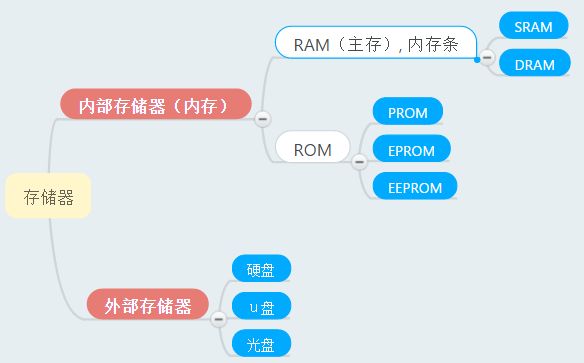 存储器
内部存储器（内存）
RAM（主存）, 内存条
SRAM
DRAM
ROM
PROM
EPROM
EEPROM
外部存储器
硬盘
u盘
光盘